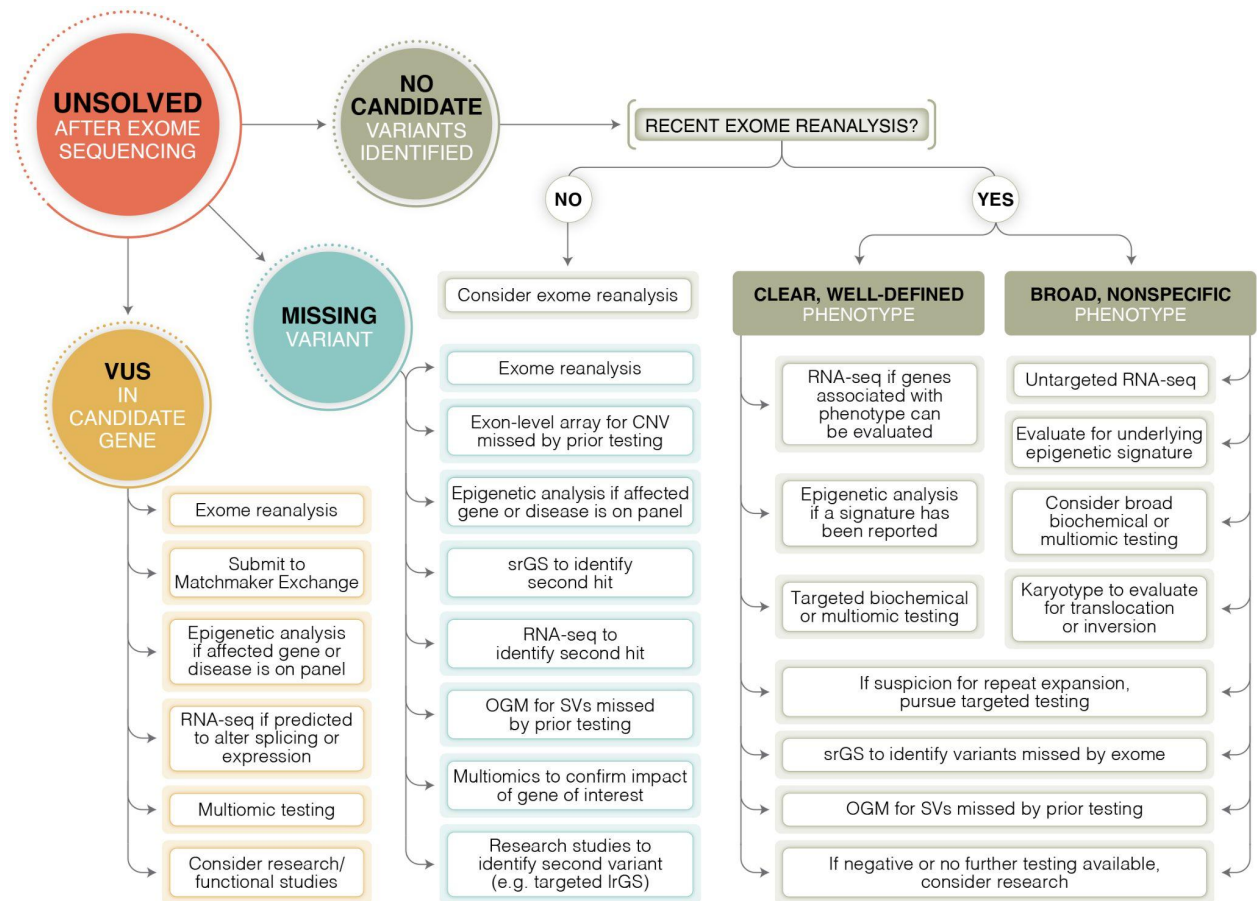 UNSOLVED
AFTER EXOME
SEQUENCING
NO
CANDIDATE
VARIANTS
IDENTIFIED
RECENT EXOME REANALYSIS?
NO
YES
MISSING
VARIANT
VUS
IN
CANDIDATE
GENE
Exome reanalysis
Submit to
Matchmaker Exchange
Epigenetic analysis
if affected gene or
disease is on panel
RNA-seq if predicted
to alter splicing or
expression
Multiomic testing
Consider research/
functional studies
Consider exome reanalysis
Exome reanalysis
Exon-level array for CNV
missed by prior testing
Epigenetic analysis if affected
gene or disease is on panel
srGS to identify
second hit
RNA-seq to
identify second hit
OGM for SVs missed
by prior testing
Multiomics to confirm impact
of gene of interest
Research studies to
identify second variant
(e.g. targeted lrGS)
CLEAR, WELL-DEFINED
PHENOTYPE
RNA-seq if genes
associated with
phenotype can
be evaluated
Epigenetic analysis
if a signature has
been reported
Targeted biochemical
or multiomic testing
BROAD, NONSPECIFIC
PHENOTYPE
Untargeted RNA-seq
Evaluate for underlying
epigenetic signature
Consider broad
biochemical or
multiomic testing
Karyotype to evaluate
for translocation
or inversion
If suspicion for repeat expansion,
pursue targeted testing
srGS to identify variants missed by exome
OGM for SVs missed by prior testing
If negative or no further testing available,
consider research